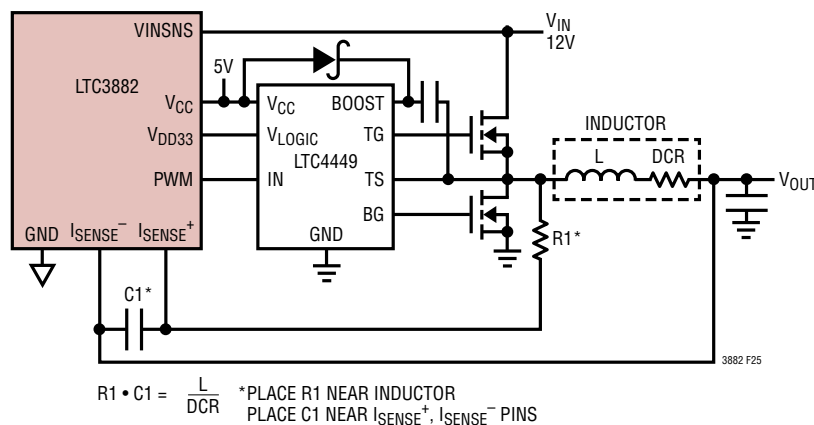 VINSNS
VIN
12V
LTC3882
5V
VCC
VCC
BOOST
VDD33
VLOGIC
TG
INDUCTOR
LTC4449
L
DCR
PWM
IN
TS
VOUT
BG
GND
ISENSE–
ISENSE+
GND
R1*
C1*
3882 F25
R1 • C1 = L/DCR
*PLACE R1 NEAR INDUCTOR
PLACE C1 NEAR ISENSE+, ISENSE– PINS